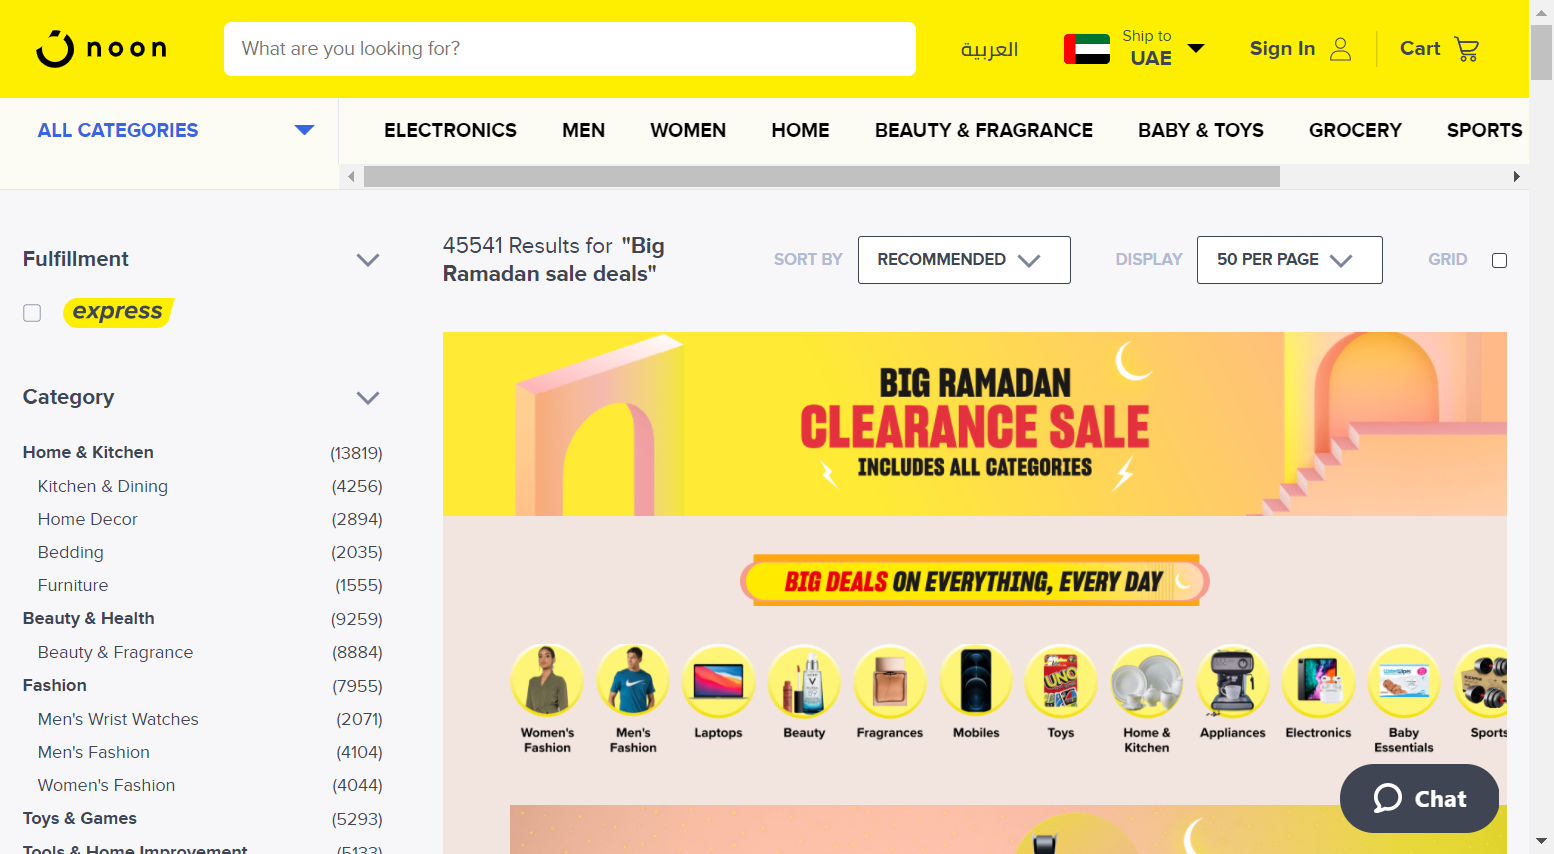 noon
What are you looking for?
العربية
Ship to
UAE
Sign In
Cart
ALL CATEGORIES
ELECTRONICS
MEN
WOMEN
HOME
BEAUTY & FRAGRANCE
BABY & TOYS
GROCERY
SPORTS
Fulfillment
express
Category
Home & Kitchen (13819)
Kitchen & Dining (4256)
Home Decor (2894)
Bedding (2035)
Furniture (1555)
Beauty & Health (9259)
Beauty & Fragrance (8884)
Fashion (7955)
Men's Wrist Watches (2071)
Men's Fashion (4104)
Women's Fashion (4044)
Toys & Games (5293)
Tools & Home Improvement (5133)
45541 Results for "Big
Ramadan sale deals"
SORT BY
RECOMMENDED
DISPLAY
50 PER PAGE
GRID
BIG RAMADAN
CLEARANCE SALE
INCLUDES ALL CATEGORIES
BIG DEALS ON EVERYTHING, EVERY DAY
UNO
VICHY
Women's
Fashion
Men's
Fashion
Laptops
Beauty
Fragrances
Mobiles
Toys
Home &
Kitchen
Appliances
Electronics
Baby
Essentials
Sports
Chat